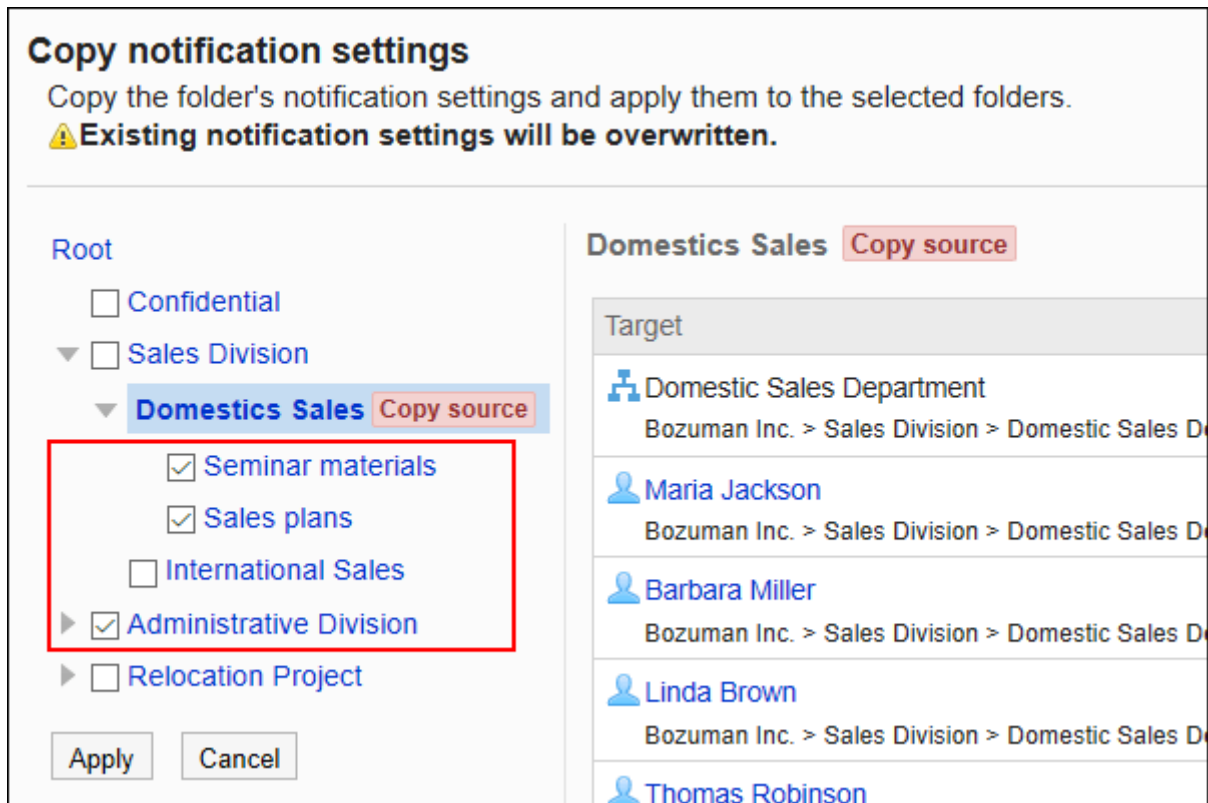 Copy notification settings
Copy the folder's notification settings and apply them to the selected folders.
Existing notification settings will be overwritten.
Root
Confidential
Sales Division
Domestics Sales Copy source
Seminar materials
Sales plans
International Sales
Administrative Division
Relocation Project
Apply Cancel
Domestics Sales Copy source
Target
Domestic Sales Department
Bozuman Inc. > Sales Division > Domestic Sales
Maria Jackson
Bozuman Inc. > Sales Division > Domestic Sales
Barbara Miller
Bozuman Inc. > Sales Division > Domestic Sales
Linda Brown
Bozuman Inc. > Sales Division > Domestic Sales
Thomas Robinson